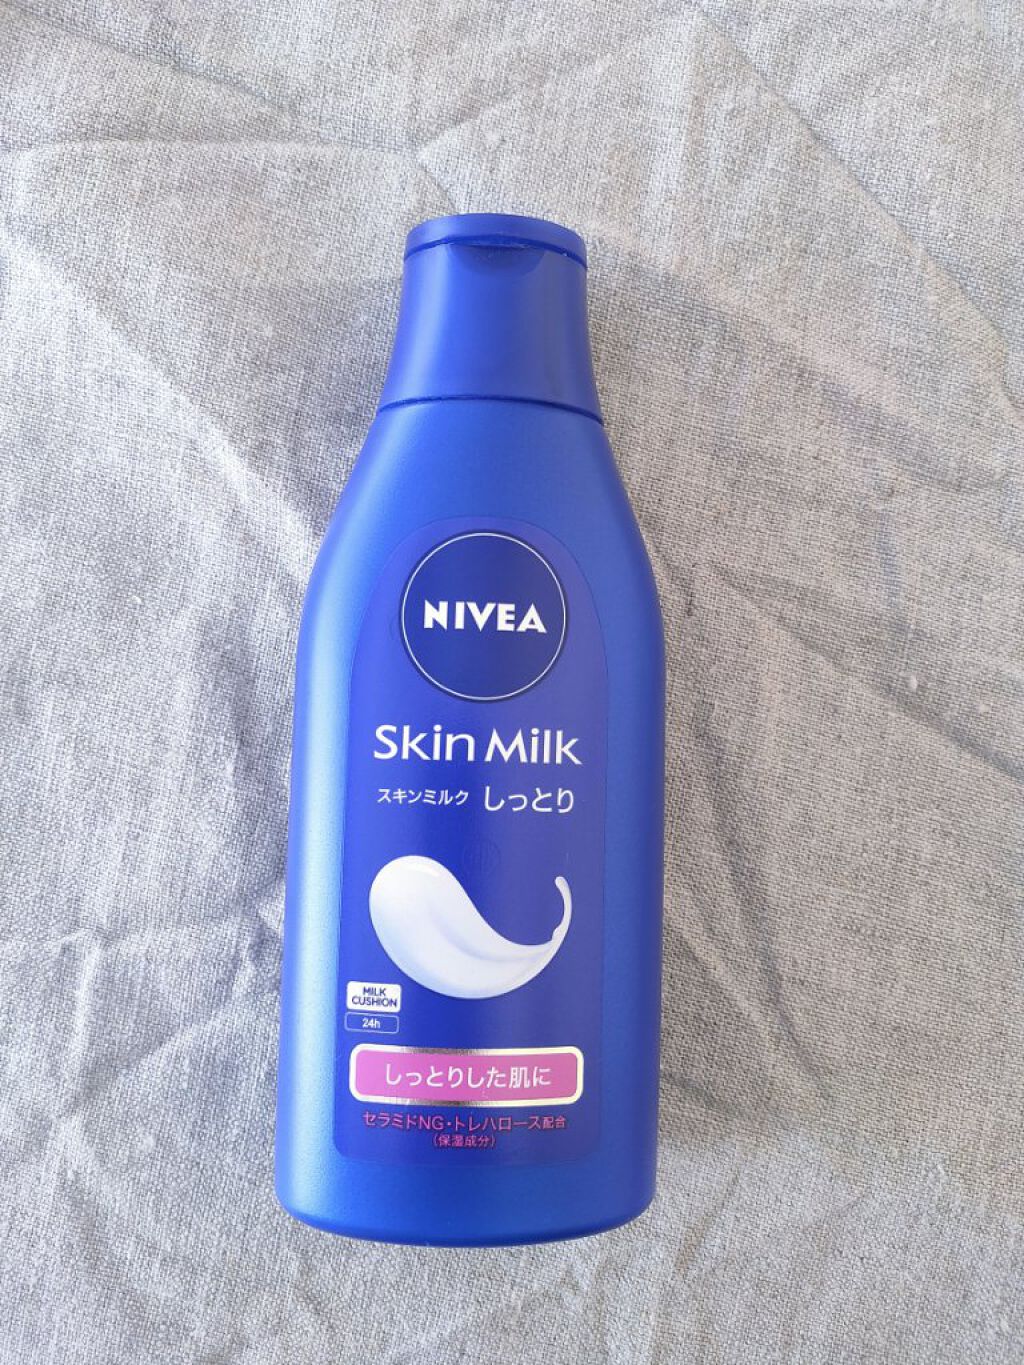 NIVEA
Skin Milk
スキンミルク しっとり
MILK
CUSHION
24h
しっとりした肌に
セラミドNG・トレハロース配合
(保湿成分)